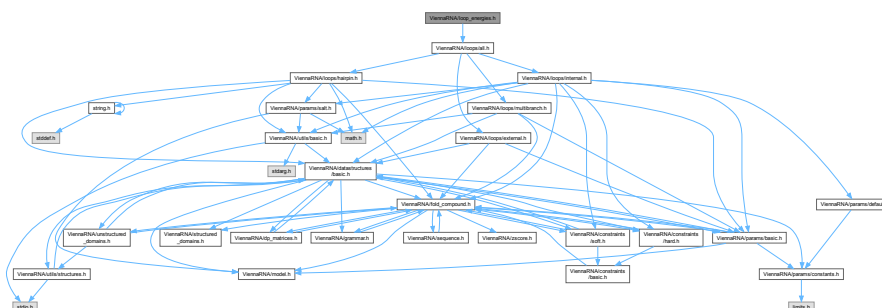 ViennaRNA/loop_energies.h
ViennaRNA/loops/all.h
ViennaRNA/loops/hairpin.h
ViennaRNA/loops/internal.h
string.h
ViennaRNA/params/salt.h
ViennaRNA/loops/multibranch.h
stddef.h
ViennaRNA/utils/basic.h
math.h
ViennaRNA/loops/external.h
stdarg.h
ViennaRNA/datastructures
/basic.h
ViennaRNA/fold_compound.h
ViennaRNA/params/defau
ViennaRNA/unstructured
_domains.h
ViennaRNA/structured
_domains.h
ViennaRNA/dp_matrices.h
ViennaRNA/grammar.h
ViennaRNA/sequence.h
ViennaRNA/zscore.h
ViennaRNA/constraints
/soft.h
ViennaRNA/constraints
/hard.h
ViennaRNA/params/basic.h
ViennaRNA/utils/structures.h
ViennaRNA/model.h
ViennaRNA/constraints
/basic.h
ViennaRNA/params/constants.h
stdio.h
limits.h